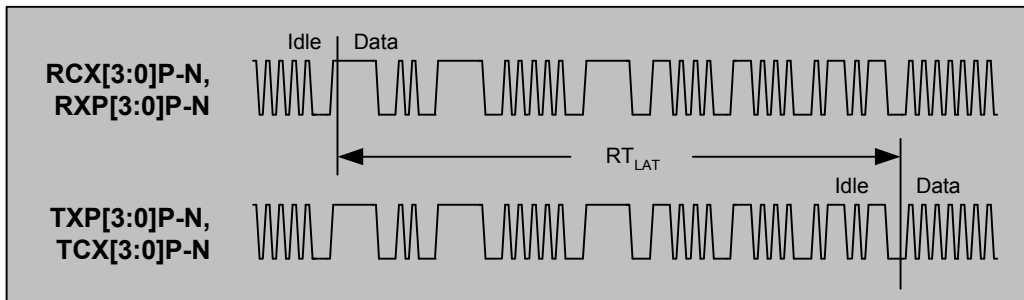 Idle Data
RCX[3:0]P-N,
RXP[3:0]P-N
RTLAT
Idle Data
TXP[3:0]P-N,
TCX[3:0]P-N